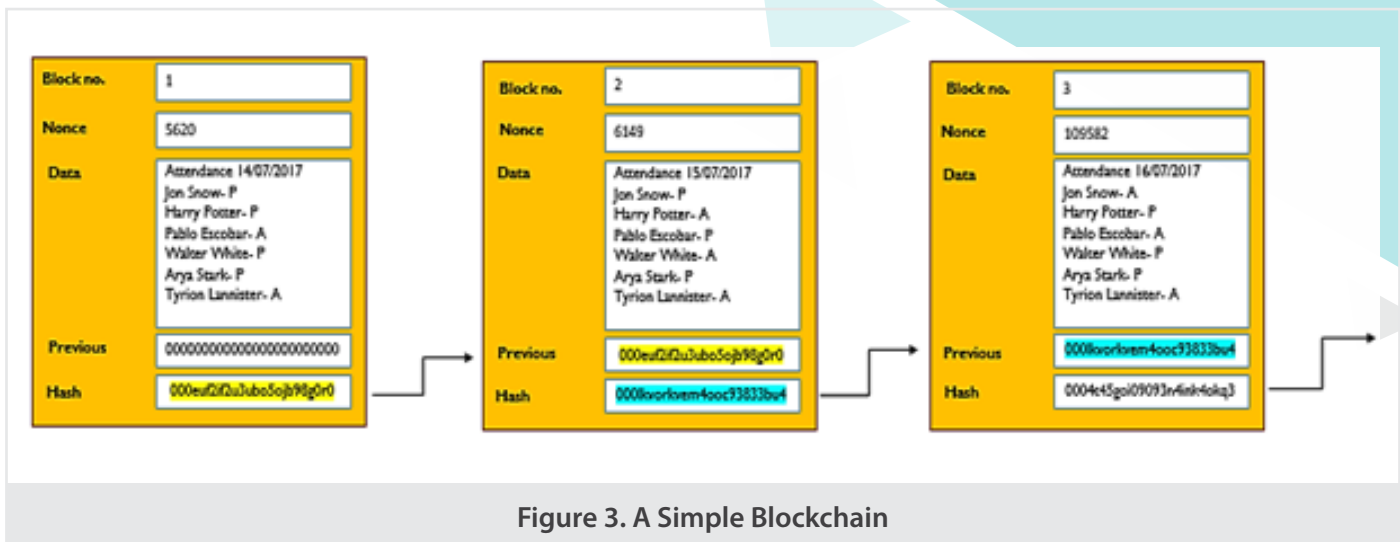 Block no. 1
Nonce 5620
Data Attendance 14/07/2017
Jon Snow- P
Harry Potter- P
Pablo Escobar- A
Walter White- P
Arya Stark- P
Tyrion Lannister- A
Previous 000000000000000000000000
Hash
Block no. 2
Nonce 6149
Data Attendance 15/07/2017
Jon Snow- P
Harry Potter- A
Pablo Escobar- P
Walter White- A
Arya Stark- P
Tyrion Lannister- A
Previous
Hash
Block no. 3
Nonce 109582
Data Attendance 16/07/2017
Jon Snow- A
Harry Potter- P
Pablo Escobar- A
Walter White- P
Arya Stark- P
Tyrion Lannister- A
Previous
Hash
Figure 3. A Simple Blockchain